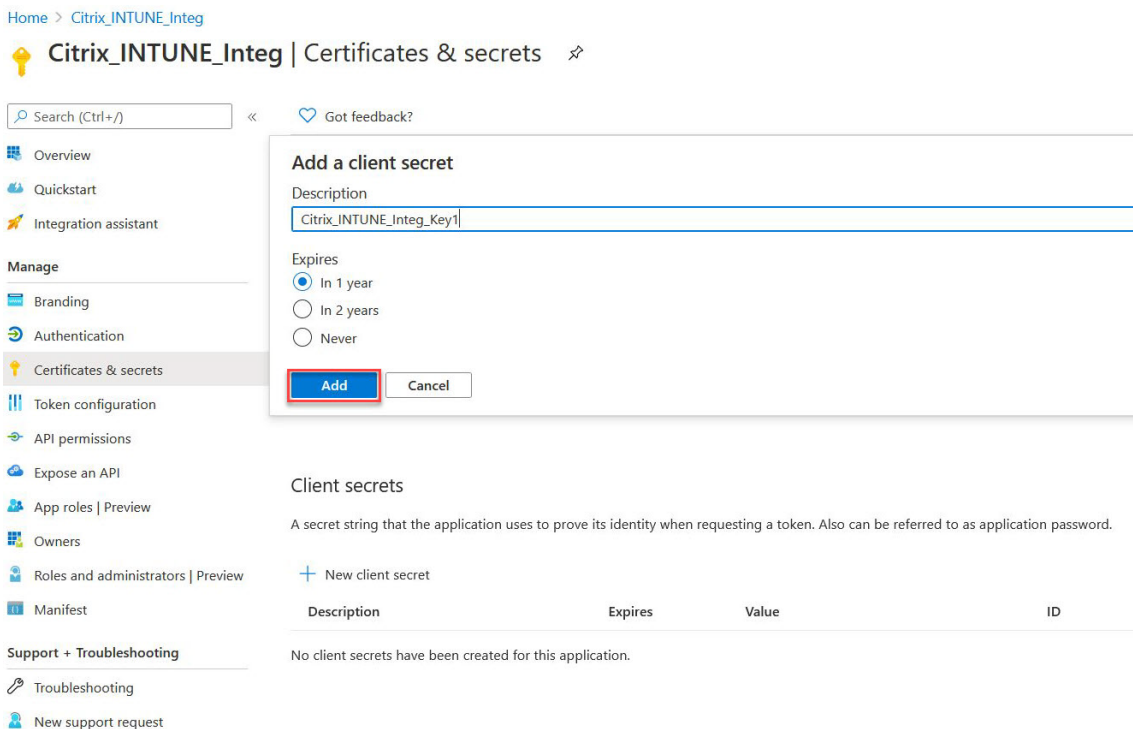 Home > Citrix_INTUNE_Integ
Citrix_INTUNE_Integ | Certificates & secrets
Search (Ctrl+/)
«
Got feedback?
Overview
Quickstart
Integration assistant
Manage
Branding
Authentication
Certificates & secrets
Token configuration
API permissions
Expose an API
App roles | Preview
Owners
Roles and administrators | Preview
Manifest
Support + Troubleshooting
Troubleshooting
New support request
Add a client secret
Description
Citrix_INTUNE_Integ_Key1
Expires
In 1 year
In 2 years
Never
Add Cancel
Client secrets
A secret string that the application uses to prove its identity when requesting a token. Also can be referred to as application password.
New client secret
Description Expires Value ID
No client secrets have been created for this application.